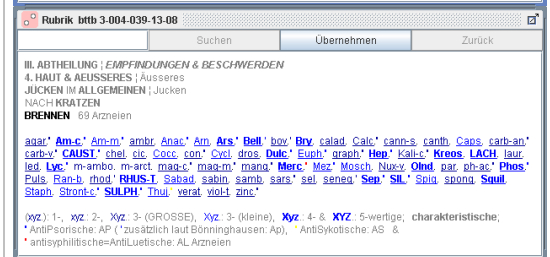 Rubrik bttb 3-004-039-13-08
Suchen Übernehmen Zurück
III. ABTHEILUNG ¦ EMPFINDUNGEN & BESCHWERDEN
4. HAUT & AEUSSERES ¦ Äusseres
JUCKEN IM ALLGEMEINEN ¦ Jucken
NACH KRATZEN
BRENNEN 69 Arzneien
agar.* Am-c.* Am-m.* ambr. Anac.* Arn. Ars.* Bell.* bov.* Bry. calad. Calc.* cann-s. canth. Caps. carb-an.*
carb-v.* CAUST.* chel. cic. Cocc. con.* Cycl. dros. Dulc.* Euph.* graph.* Hep.* Kali-c.* Kreos. LACH. laur.
led. Lyc.* m-ambo. m-arct. mag-c.* mag-m. mang.* Merc.* Mez.* Mosch. Nux-v. Olnd. par. ph-ac.* Phos.*
Puls. Ran-b. rhod.* RHUS-T. Sabad. sabin. samb. sars.* sel. seneg.* Sep.* SIL.* Spig. spong. Squil.
Staph. Stront-c.* SULPH.* Thuj. verat. viol-t. zinc.*
(xyz.): 1-, xyz.: 2-, Xyz.: 3- (GROSSE), Xyz.: 3- (kleine), Xyz.: 4- & XYZ.: 5-wertige; charakteristische;
* AntiPsorische: AP ( * zusätzlich laut Bönninghausen: Ap), * AntiSykotische: AS &
* antisyphilitische=AntiLuetische: AL Arzneien